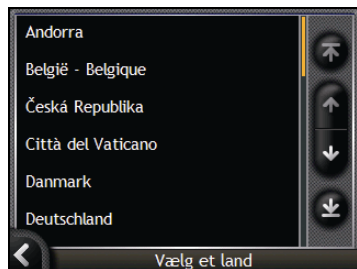 Andorra
België - Belgique
Česká Republika
Città del Vaticano
Danmark
Deutschland
Vælg et land